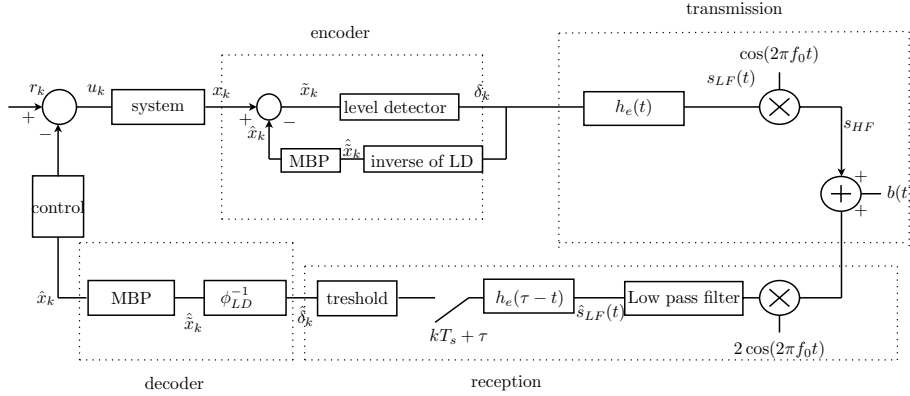 transmission
encoder
cos(2πf₀t)
r_k
u_k
x_k
x̃_k
δ_k
s_LF(t)
+
−
system
+
−
level detector
h_e(t)
x̂_k
s_HF
MBP
x̂̃_k
inverse of LD
+
+
+
b(t
control
x̂_k
MBP
x̂̃_k
ϕ_LD^{-1}
δ̂_k
treshold
kT_s + τ
h_e(τ − t)
ŝ_LF(t)
Low pass filter
2 cos(2πf₀t)
decoder
reception